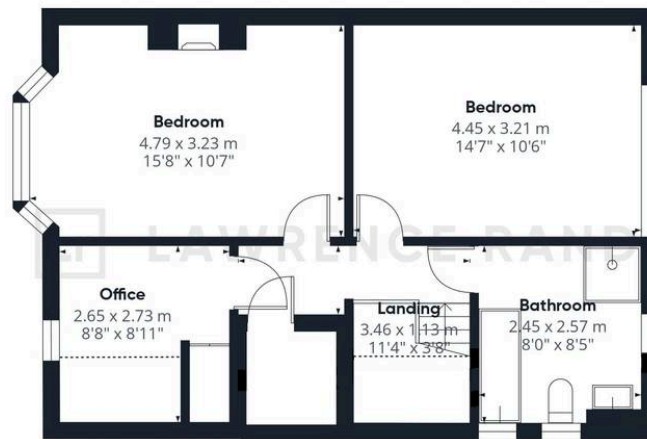 Bedroom
4.79 x 3.23 m
15'8" x 10'7"
Bedroom
4.45 x 3.21 m
14'7" x 10'6"
LAWRENCE RAND
Office
2.65 x 2.73 m
8'8" x 8'11"
Landing
3.46 x 1.13 m
11'4" x 3'8"
Bathroom
2.45 x 2.57 m
8'0" x 8'5"